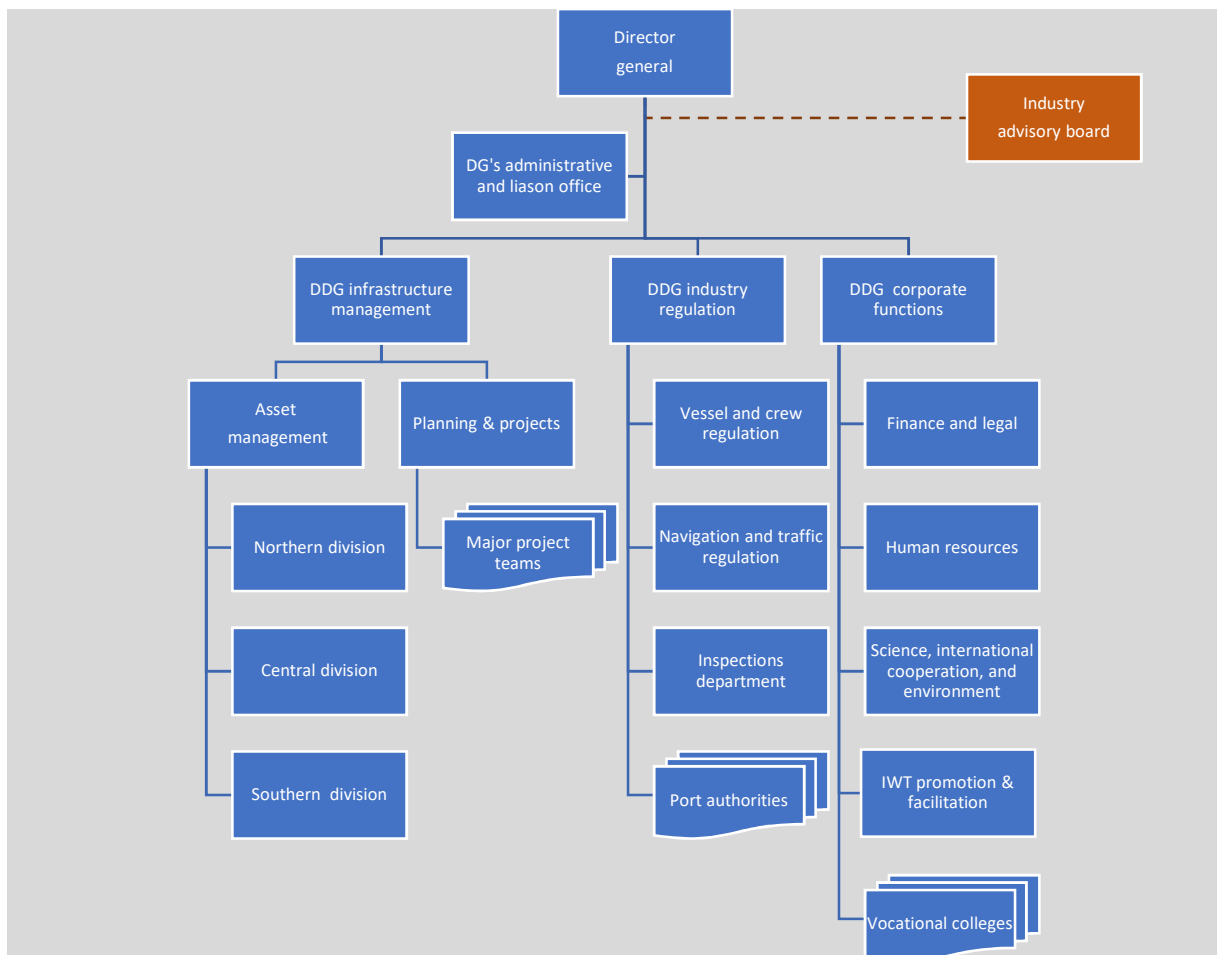 Director
general
Industry
advisory board
DG's administrative
and liason office
DDG infrastructure
management
DDG industry
regulation
DDG  corporate
functions
Asset
management
Planning & projects
Vessel and crew
regulation
Finance and legal
Northern division
Major project
teams
Navigation and traffic
regulation
Human resources
Central division
Inspections
department
Science, international
cooperation, and
environment
Southern  division
Port authorities
IWT promotion &
facilitation
Vocational colleges